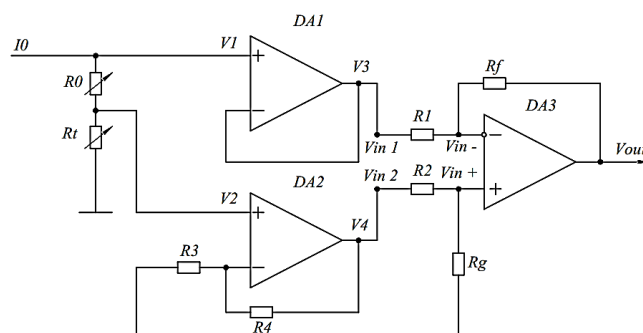 DA1
I0
V1
+
V3
R0
Rf
DA3
−
R1
Rt
Vin 1
Vin -
−
Vout
DA2
Vin 2
R2
Vin +
+
V2
+
V4
R3
−
Rg
R4